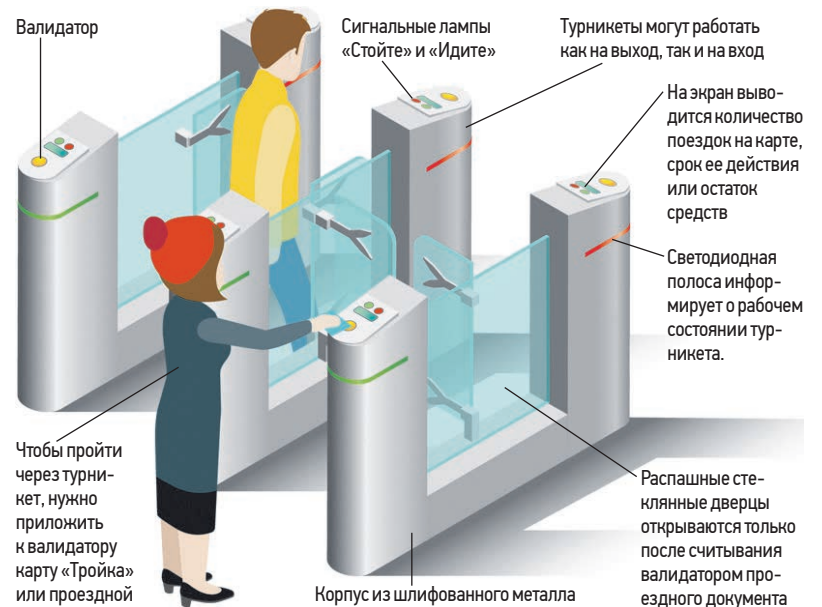 Валидатор
Сигнальные лампы
«Стойте» и «Идите»
Турникеты могут работать
как на выход, так и на вход
На экран выво-
дится количество
поездок на карте,
срок ее действия
или остаток
средств
Светодиодная
полоса инфор-
мирует о рабочем
состоянии тур-
никета.
Чтобы пройти
через турни-
кет, нужно
приложить
к валидатору
карту «Тройка»
или проездной
Корпус из шлифованного металла
Распашные сте-
клянные дверцы
открываются только
после считывания
валидатором про-
ездного документа